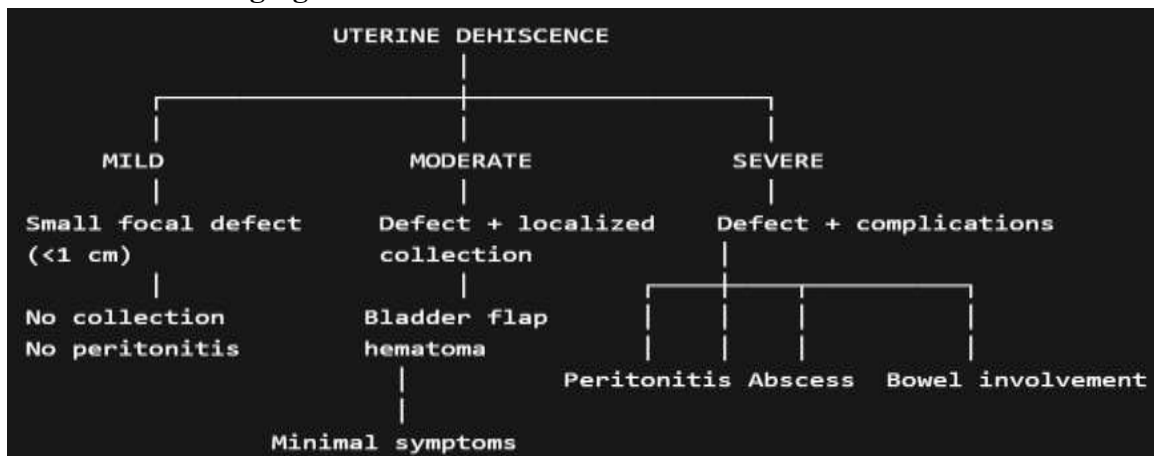 UTERINE DEHISCENCE
MILD MODERATE SEVERE
Small focal defect Defect + localized Defect + complications
(<1 cm) collection
No collection Bladder flap
No peritonitis hematoma
Peritonitis Abscess Bowel involvement
Minimal symptoms